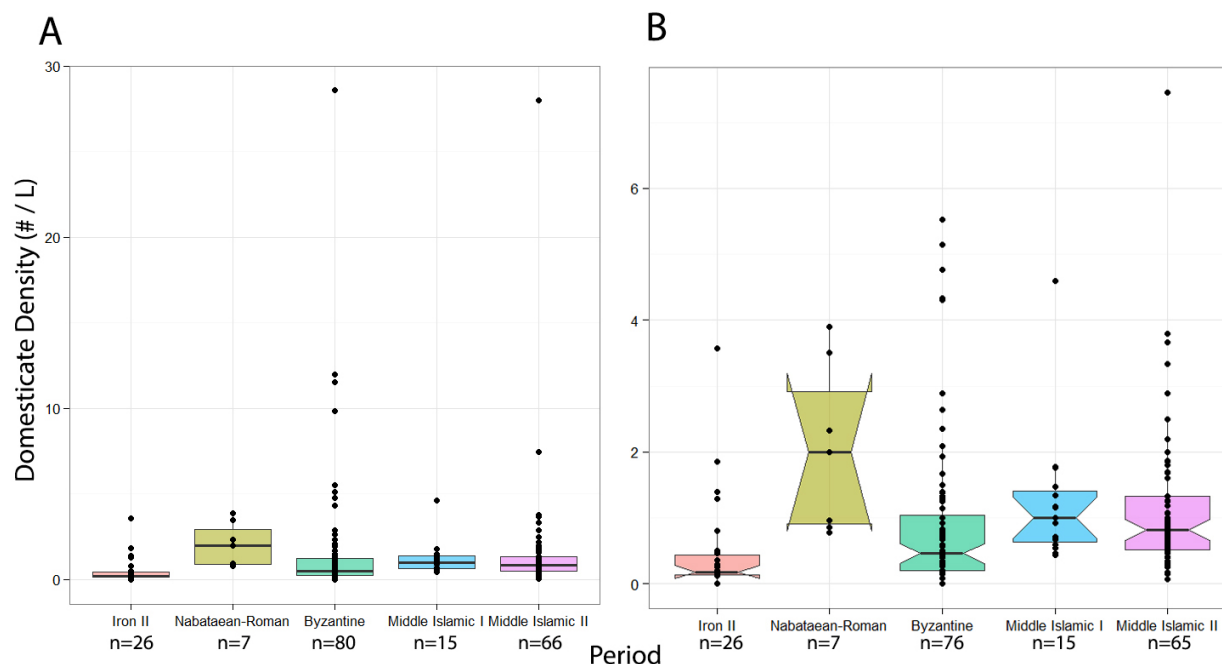 A
B
Domesticate Density (# / L)
30
20
10
0
Iron II Nabataean-Roman Byzantine Middle Islamic I Middle Islamic II
n=26 n=7 n=80 n=15 n=66
6
4
2
0
Iron II Nabataean-Roman Byzantine Middle Islamic I Middle Islamic II
n=26 n=7 n=76 n=15 n=65
Period